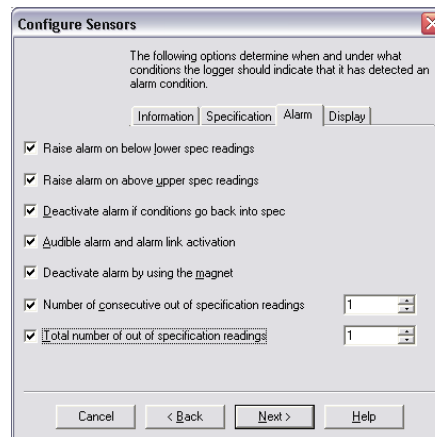 Configure Sensors
The following options determine when and under what
conditions the logger should indicate that it has detected an
alarm condition.
Information Specification Alarm Display
Raise alarm on below lower spec readings
Raise alarm on above upper spec readings
Deactivate alarm if conditions go back into spec
Audible alarm and alarm link activation
Deactivate alarm by using the magnet
Number of consecutive out of specification readings 1
Total number of out of specification readings 1
Cancel < Back Next > Help